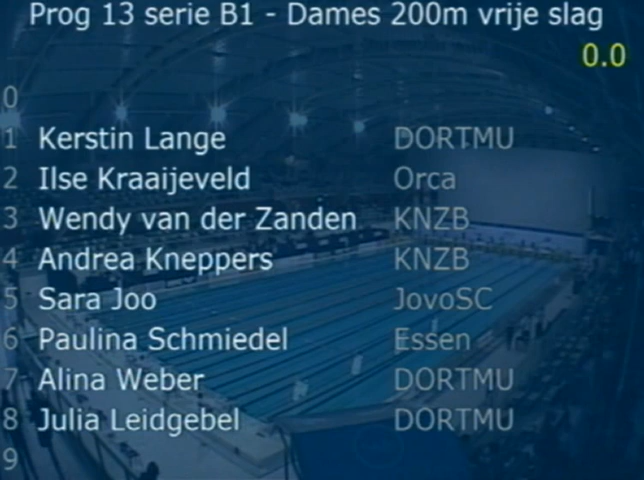 Prog 13 serie B1 - Dames 200m vrije slag
0.0
0
1 Kerstin Lange DORTMU
2 Ilse Kraaijeveld Orca
3 Wendy van der Zanden KNZB
4 Andrea Kneppers KNZB
5 Sara Joo JovoSC
6 Paulina Schmiedel Essen
7 Alina Weber DORTMU
8 Julia Leidgebel DORTMU
9